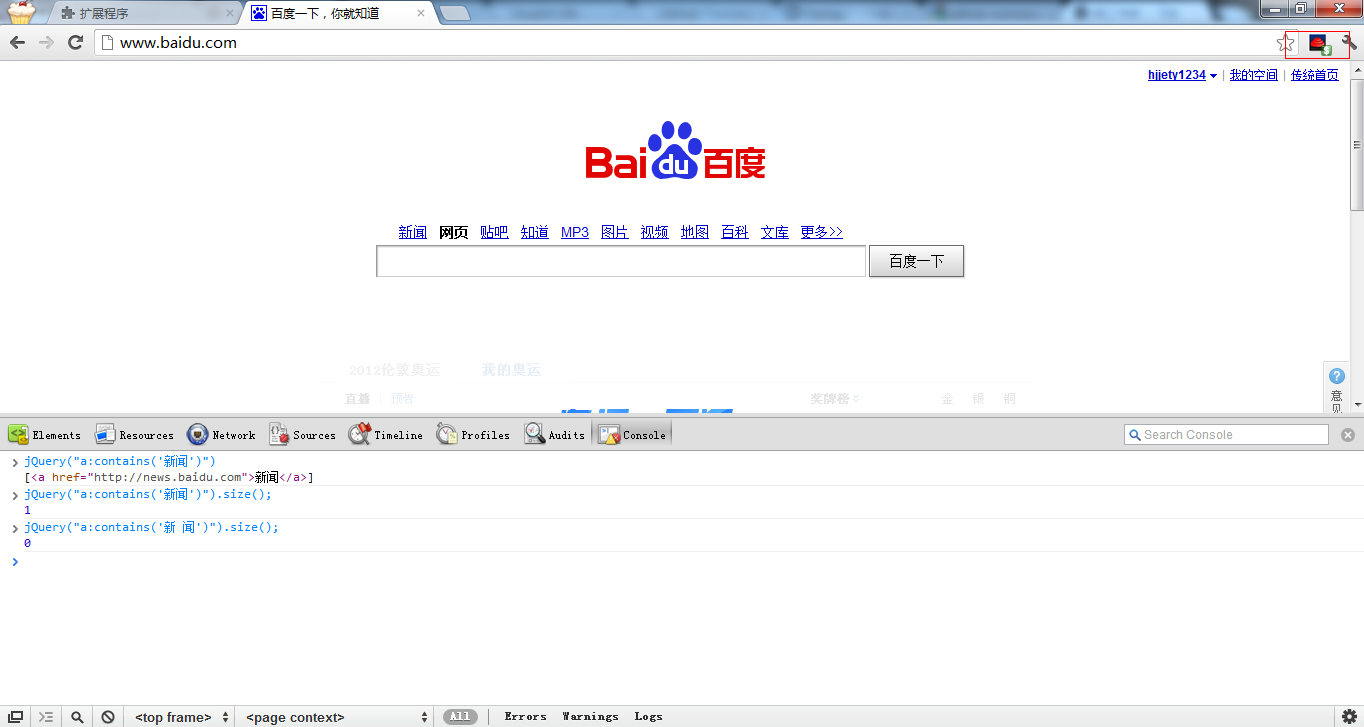 扩展程序
百度一下，你就知道
www.baidu.com
hjjety1234 | 我的空间 | 传统首页
Bai du 百度
新闻 网页 贴吧 知道 MP3 图片 视频 地图 百科 文库 更多>>
百度一下
2012伦敦奥运 我的奥运
直播 | 预告 奖牌榜 金 银 铜
? 意见
Elements Resources Network Sources Timeline Profiles Audits Console Search Console
jQuery("a:contains('新闻')")
[<a href="http://news.baidu.com">新闻</a>]
jQuery("a:contains('新闻')").size();
1
jQuery("a:contains('新 闻')").size();
0
<top frame> <page context> All Errors Warnings Logs